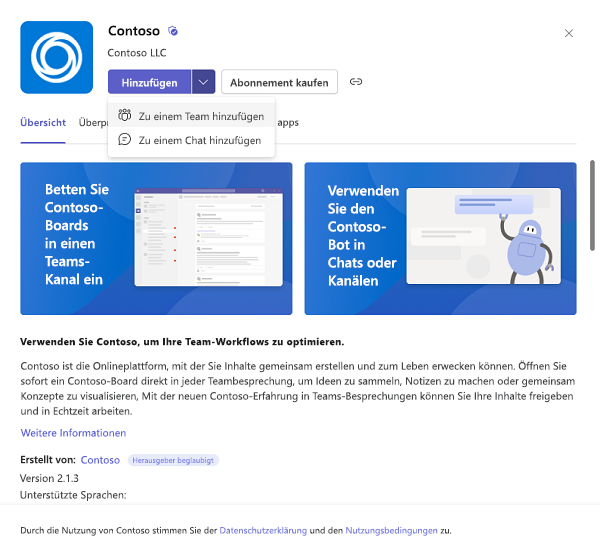 Contoso
Contoso LLC
Hinzufügen
Abonnement kaufen
Zu einem Team hinzufügen
Zu einem Chat hinzufügen
Übersicht
apps
Betten Sie
Contoso-
Boards
in einen
Teams-
Kanal ein
Verwenden
Sie den
Contoso-
Bot in
Chats oder
Kanälen
Verwenden Sie Contoso, um Ihre Team-Workflows zu optimieren.
Contoso ist die Onlineplattform, mit der Sie Inhalte gemeinsam erstellen und zum Leben erwecken können. Öffnen Sie
sofort ein Contoso-Board direkt in jeder Teambesprechung, um Ideen zu sammeln, Notizen zu machen oder gemeinsam
Konzepte zu visualisieren, Mit der neuen Contoso-Erfahrung in Teams-Besprechungen können Sie Ihre Inhalte freigeben
und in Echtzeit arbeiten.
Weitere Informationen
Erstellt von: Contoso Herausgeber beglaubigt
Version 2.1.3
Unterstützte Sprachen:
Durch die Nutzung von Contoso stimmen Sie der Datenschutzerklärung und den Nutzungsbedingungen zu.